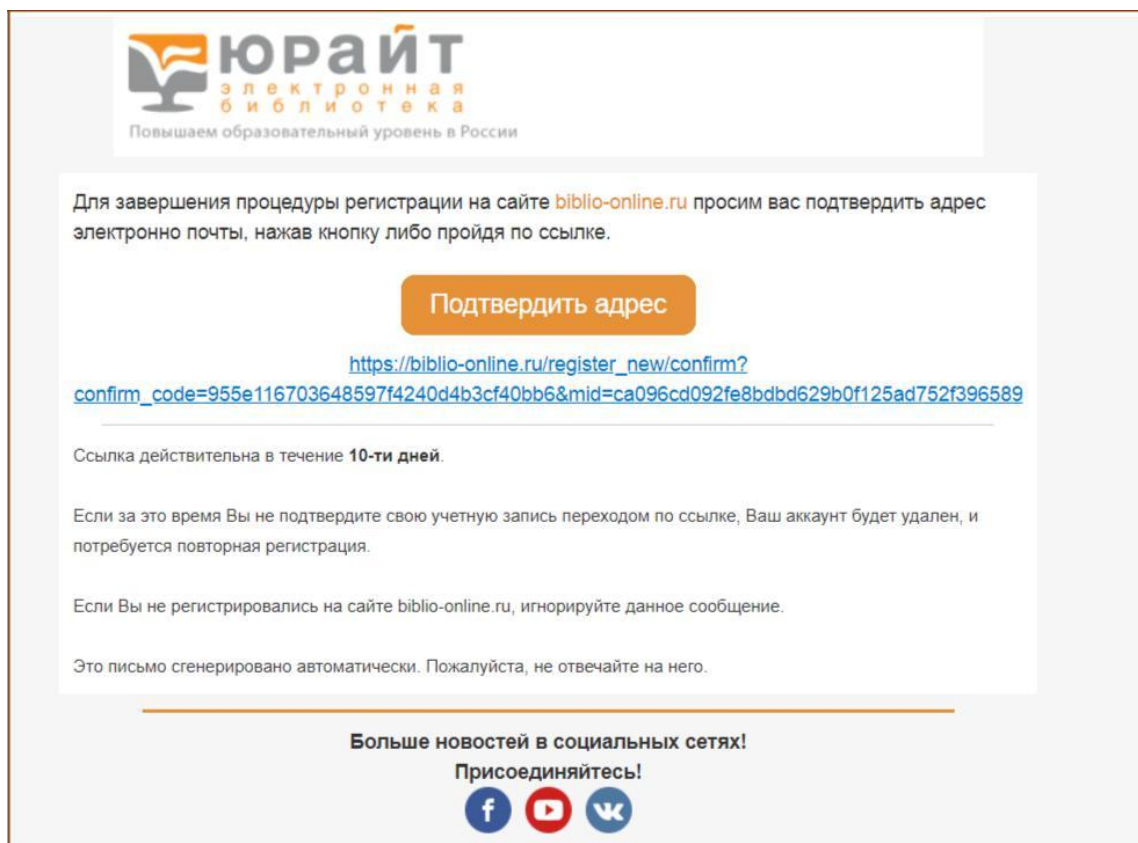 юрайт
электронная
библиотека
Повышаем образовательный уровень в России
Для завершения процедуры регистрации на сайте biblio-online.ru просим вас подтвердить адрес
электронно почты, нажав кнопку либо пройдя по ссылке.
Подтвердить адрес
https://biblio-online.ru/register_new/confirm?
confirm_code=955e116703648597f4240d4b3cf40bb6&mid=ca096cd092fe8bdbd629b0f125ad752f396589
Ссылка действительна в течение 10-ти дней.
Если за это время Вы не подтвердите свою учетную запись переходом по ссылке, Ваш аккаунт будет удален, и
потребуется повторная регистрация.
Если Вы не регистрировались на сайте biblio-online.ru, игнорируйте данное сообщение.
Это письмо сгенерировано автоматически. Пожалуйста, не отвечайте на него.
Больше новостей в социальных сетях!
Присоединяйтесь!